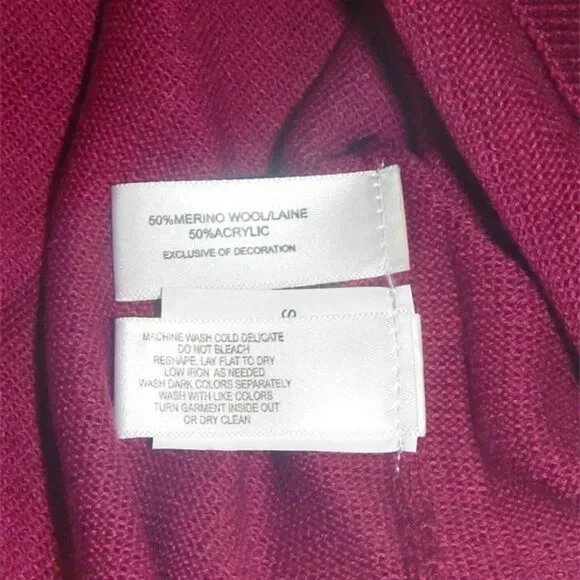 50%MERINO WOOL/LAINE
50%ACRYLIC
EXCLUSIVE OF DECORATION
S
MACHINE WASH COLD DELICATE
DO NOT BLEACH
RESHAPE, LAY FLAT TO DRY
LOW IRON AS NEEDED
WASH DARK COLORS SEPARATELY
WASH WITH LIKE COLORS
TURN GARMENT INSIDE OUT
OR DRY CLEAN